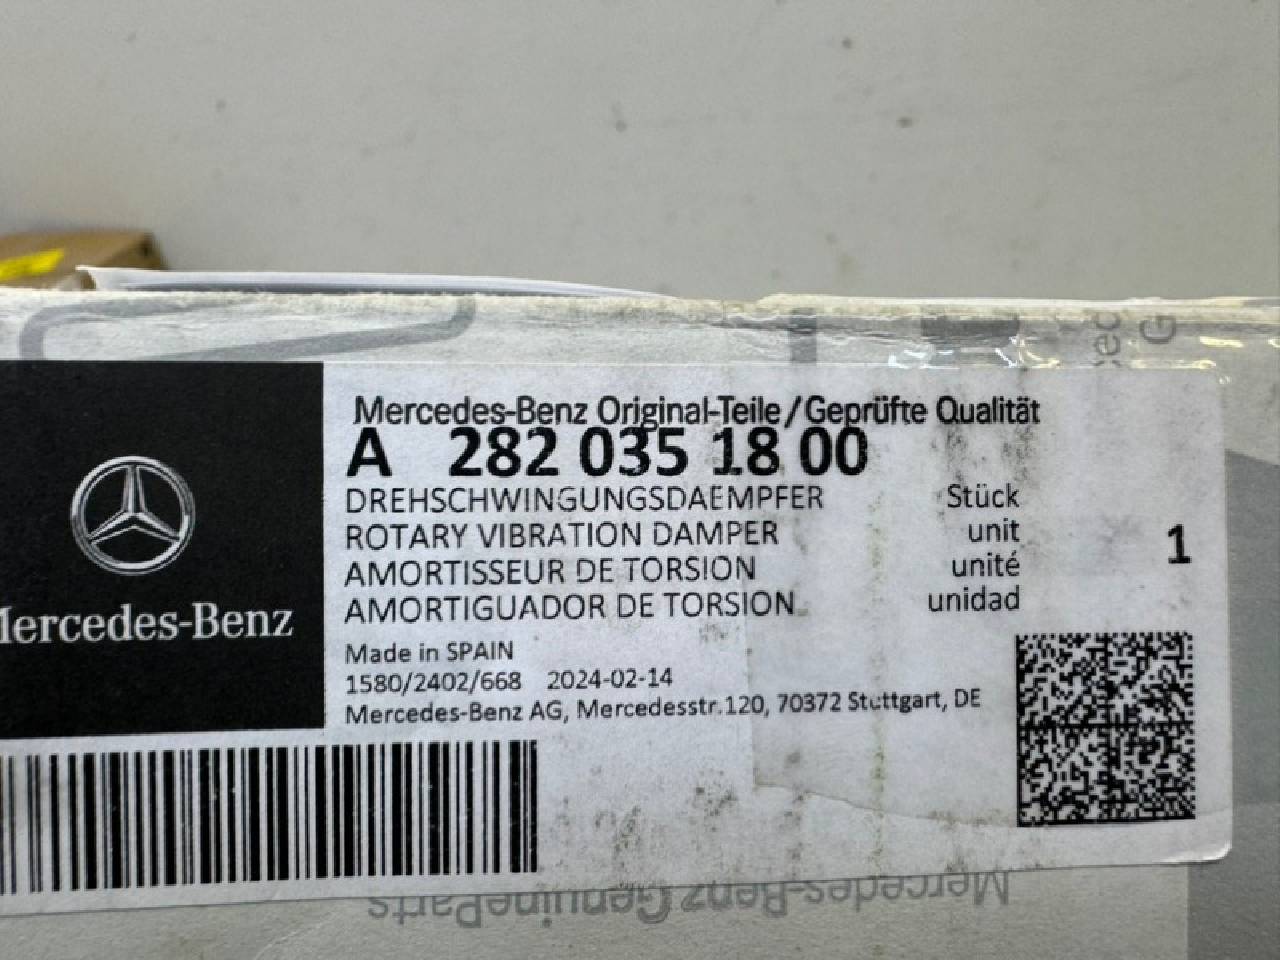 Mercedes-Benz Original-Teile/Geprüfte Qualität
A 282 035 18 00
DREHSCHWINGUNGSDAEMPFER Stück
ROTARY VIBRATION DAMPER unit
AMORTISSEUR DE TORSION unité
AMORTIGUADOR DE TORSION unidad
1
Made in SPAIN
1580/2402/668 2024-02-14
Mercedes-Benz AG, Mercedesstr.120, 70372 Stuttgart, DE
Mercedes-Benz
Mercedes-Benz GenuineParts